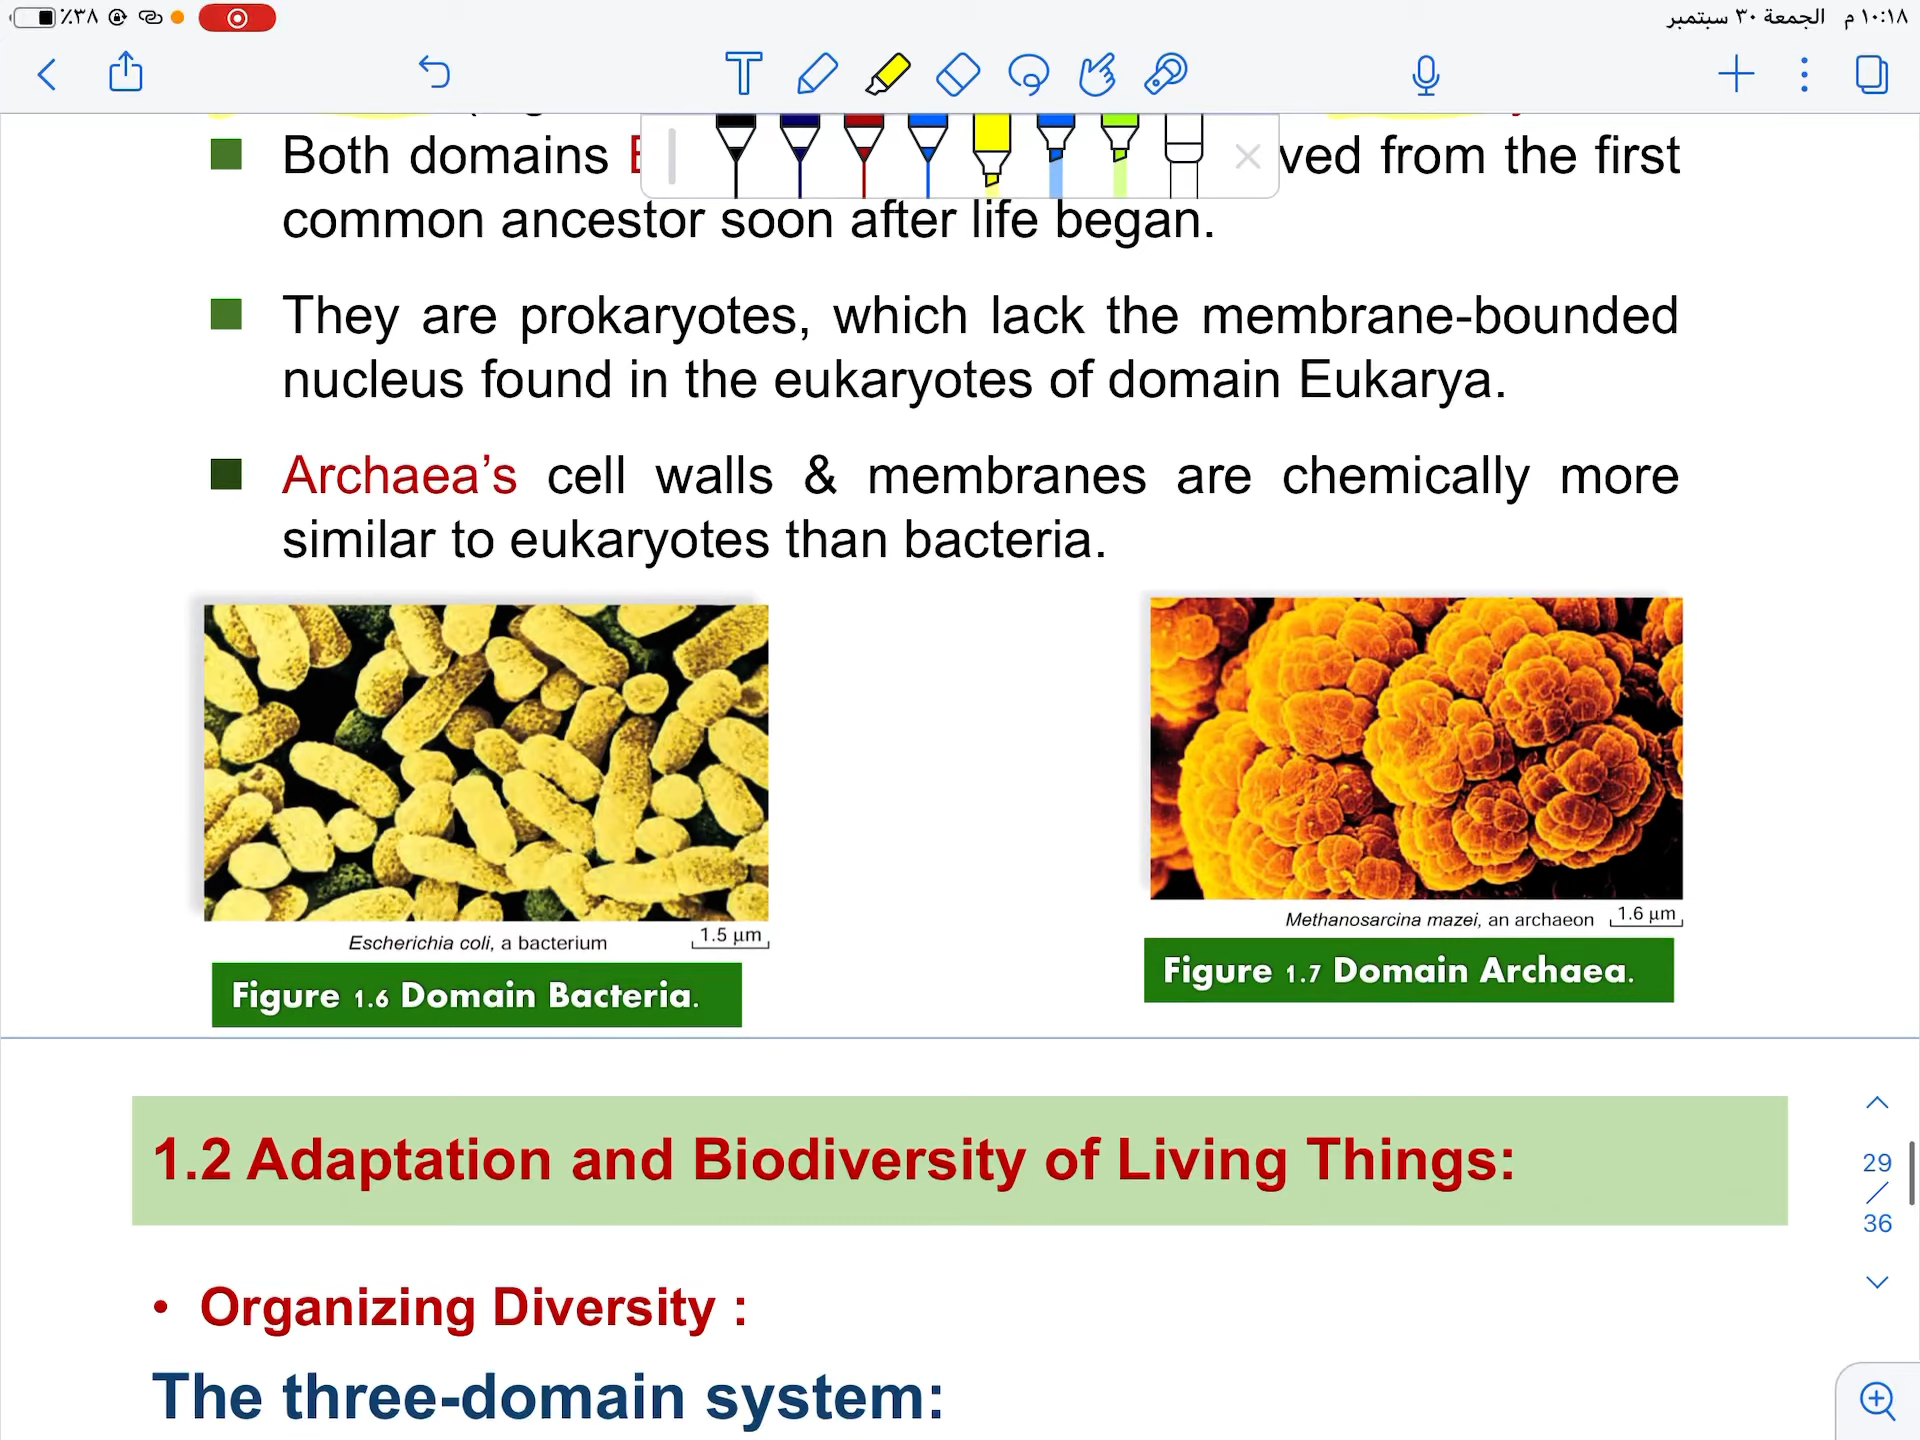 ٪٣٨
١٠:١٨ م الجمعة ٣٠ سبتمبر
Both domains ved from the first
common ancestor soon after life began.
They are prokaryotes, which lack the membrane-bounded
nucleus found in the eukaryotes of domain Eukarya.
Archaea’s cell walls & membranes are chemically more
similar to eukaryotes than bacteria.
Escherichia coli, a bacterium 1.5 µm
Methanosarcina mazei, an archaeon 1.6 µm
Figure 1.6 Domain Bacteria.
Figure 1.7 Domain Archaea.
1.2 Adaptation and Biodiversity of Living Things:
29
/
36
• Organizing Diversity :
The three-domain system: